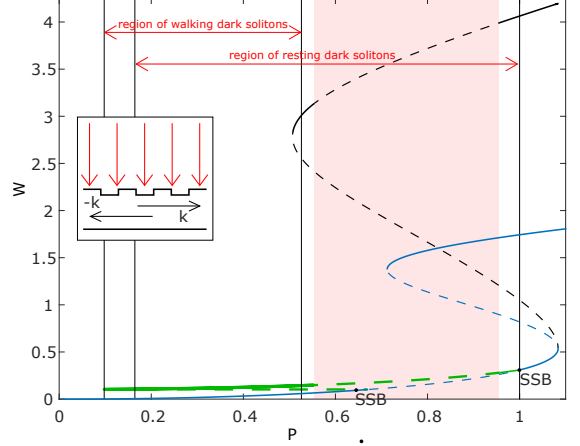 4
3.5
3
2.5
2
1.5
1
0.5
0
W
region of walking dark solitons
region of resting dark solitons
-k
k
SSB
SSB
0
0.2
0.4
0.6
0.8
1
P